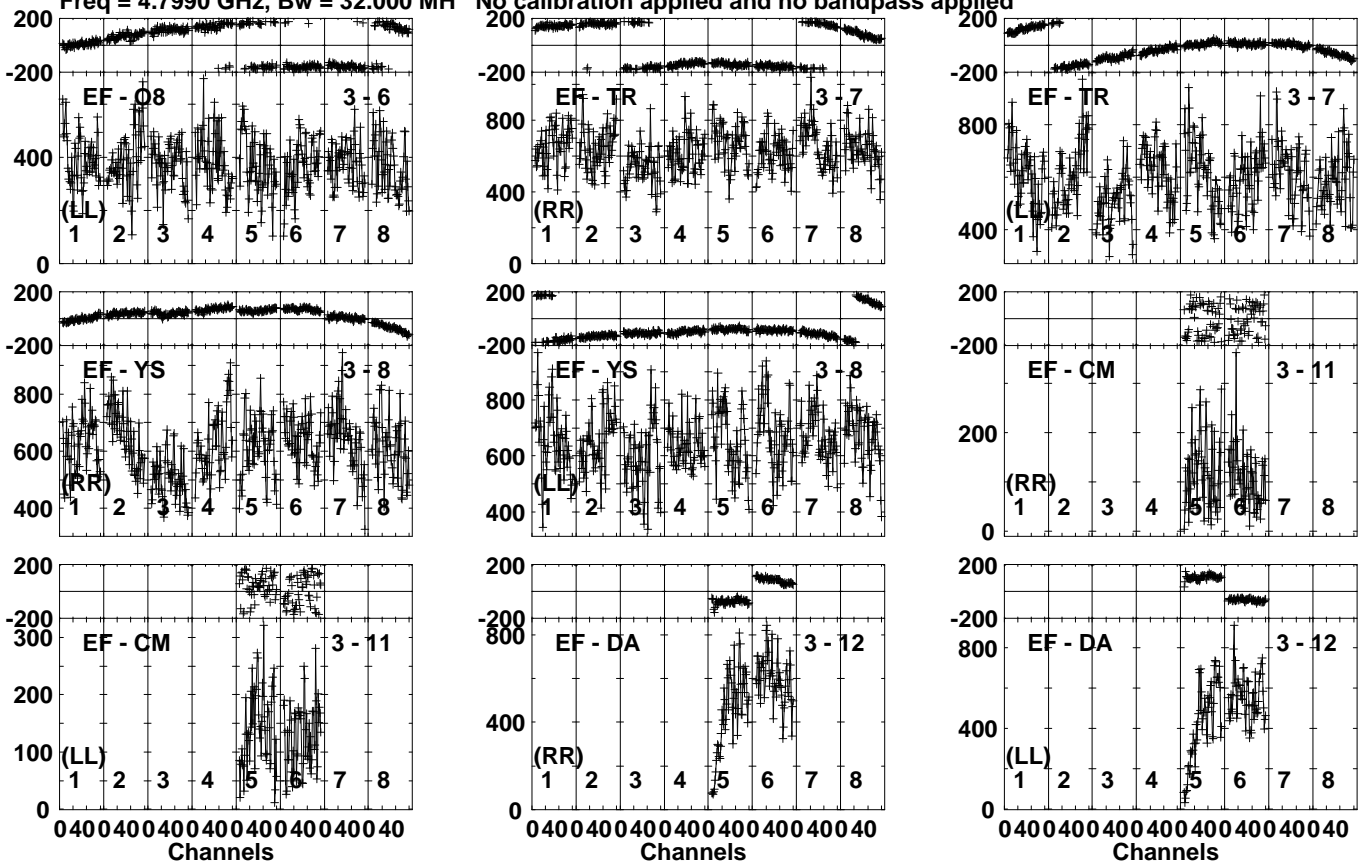 Freq = 4.7990 GHz, Bw = 32.000 MH No calibration applied and no bandpass applied
200
-200
EF - O8 3 - 6
400
0
(LL)
1 2 3 4 5 6 7 8
200
-200
EF - TR 3 - 7
800
400
0
(RR)
1 2 3 4 5 6 7 8
200
-200
EF - TR 3 - 7
800
400
(LL)
1 2 3 4 5 6 7 8
200
-200
EF - YS 3 - 8
800
600
400
(RR)
1 2 3 4 5 6 7 8
200
-200
EF - YS 3 - 8
800
600
400
(LL)
1 2 3 4 5 6 7 8
200
-200
EF - CM 3 - 11
200
0
(RR)
1 2 3 4 5 6 7 8
200
-200
EF - CM 3 - 11
300
200
100
0
(LL)
1 2 3 4 5 6 7 8
0 40 0 40 0 40 0 40 0 40 0 40 0 40 0 40
Channels
200
-200
EF - DA 3 - 12
800
400
0
(RR)
1 2 3 4 5 6 7 8
0 40 0 40 0 40 0 40 0 40 0 40 0 40 0 40
Channels
200
-200
EF - DA 3 - 12
800
400
0
(LL)
1 2 3 4 5 6 7 8
0 40 0 40 0 40 0 40 0 40 0 40 0 40 0 40
Channels